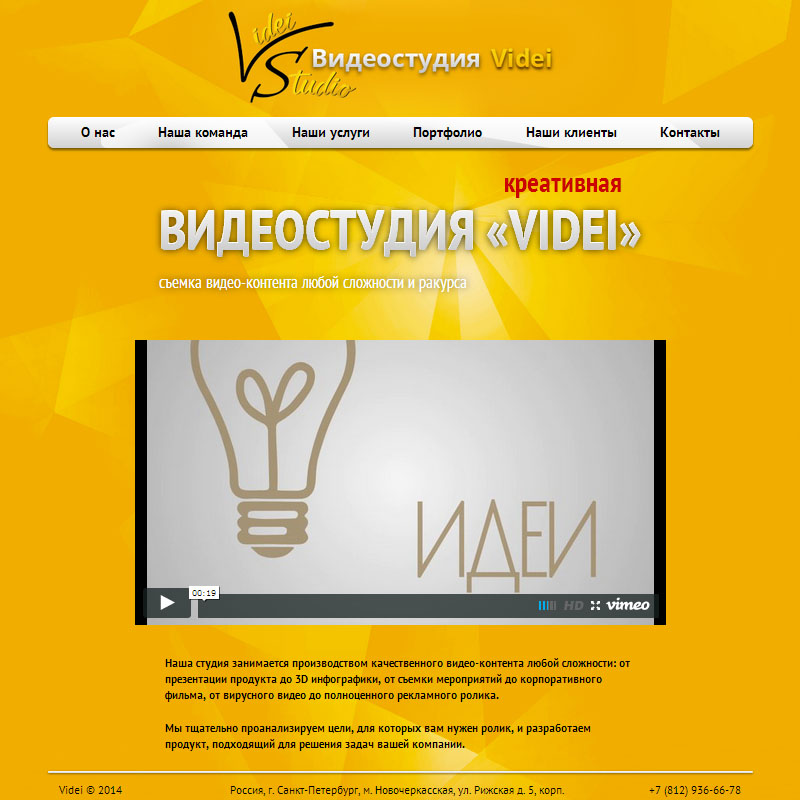 Videi
Studio
Видеостудия Videi
О нас Наша команда Наши услуги Портфолио Наши клиенты Контакты
креативная
ВИДЕОСТУДИЯ «VIDEI»
съемка видео-контента любой сложности и ракурса
ИДЕИ
00:19
HD vimeo
Наша студия занимается производством качественного видео-контента любой сложности: от
презентации продукта до 3D инфографики, от съемки мероприятий до корпоративного
фильма, от вирусного видео до полноценного рекламного ролика.
Мы тщательно проанализируем цели, для которых вам нужен ролик, и разработаем
продукт, подходящий для решения задач вашей компании.
Videi © 2014 Россия, г. Санкт-Петербург, м. Новочеркасская, ул. Рижская д. 5, корп. +7 (812) 936-66-78